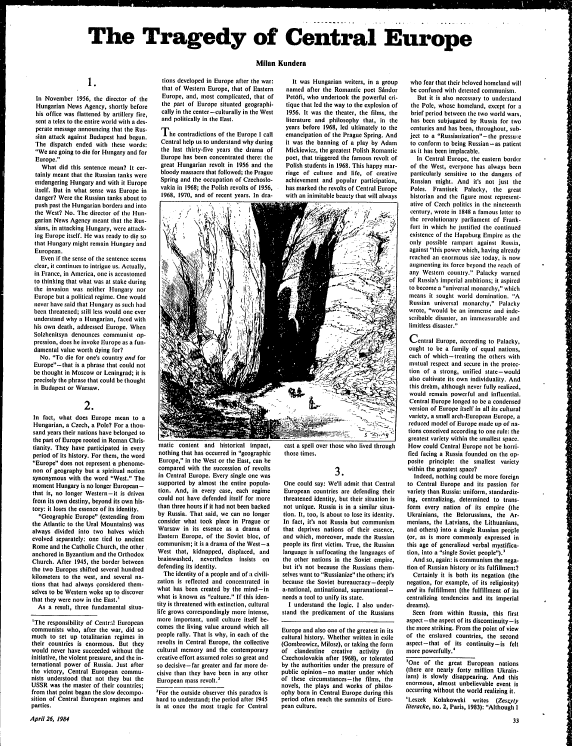 The Tragedy of Central Europe
Milan Kundera
1.
In November 1956, the director of the
Hungarian News Agency, shortly before
his office was flattened by artillery fire,
sent a telex to the entire world with a des-
perate message announcing that the Rus-
sian attack against Budapest had begun.
The dispatch ended with these words:
"We are going to die for Hungary and for
Europe."
What did this sentence mean? It cer-
tainly meant that the Russian tanks were
endangering Hungary and with it Europe
itself. But in what sense was Europe in
danger? Were the Russian tanks about to
push past the Hungarian borders and into
the West? No. The director of the Hun-
garian News Agency meant that the Rus-
sians, in attacking Hungary, were attack-
ing Europe itself. He was ready to die so
that Hungary might remain Hungary and
European.
Even if the sense of the sentence seems
clear, it continues to intrigue us. Actually,
in France, in America, one is accustomed
to thinking that what was at stake during
the invasion was neither Hungary nor
Europe but a political regime. One would
never have said that Hungary as such had
been threatened; still less would one ever
understand why a Hungarian, faced with
his own death, addressed Europe. When
Solzhenitsyn denounces communist op-
pression, does he invoke Europe as a fun-
damental value worth dying for?
No. "To die for one's country and for
Europe"—that is a phrase that could not
be thought in Moscow or Leningrad; it is
precisely the phrase that could be thought
in Budapest or Warsaw.
2.
In fact, what does Europe mean to a
Hungarian, a Czech, a Pole? For a thou-
sand years their nations have belonged to
the part of Europe rooted in Roman Chris-
tianity. They have participated in every
period of its history. For them, the word
"Europe" does not represent a phenome-
non of geography but a spiritual notion
synonymous with the word "West." The
moment Hungary is no longer European—
that is, no longer Western—it is driven
from its own destiny, beyond its own his-
tory: it loses the essence of its identity.
"Geographic Europe" (extending from
the Atlantic to the Ural Mountains) was
always divided into two halves which
evolved separately: one tied to ancient
Rome and the Catholic Church, the other
anchored in Byzantium and the Orthodox
Church. After 1945, the border between
the two Europes shifted several hundred
kilometers to the west, and several na-
tions that had always considered them-
selves to be Western woke up to discover
that they were now in the East.¹
As a result, three fundamental situa-
¹The responsibility of Central European
communists who, after the war, did so
much to set up totalitarian regimes in
their countries is enormous. But they
would never have succeeded without the
initiative, the violent pressure, and the in-
ternational power of Russia. Just after
the victory, Central European commu-
nists understood that not they but the
USSR was the master of their countries;
from that point began the slow decompo-
sition of Central European regimes and
parties.
tions developed in Europe after the war:
that of Western Europe, that of Eastern
Europe, and, most complicated, that of
the part of Europe situated geographi-
cally in the center—culturally in the West
and politically in the East.
The contradictions of the Europe I call
Central help us to understand why during
the last thirty-five years the drama of
Europe has been concentrated there: the
great Hungarian revolt in 1956 and the
bloody massacre that followed; the Prague
Spring and the occupation of Czechoslo-
vakia in 1968; the Polish revolts of 1956,
1968, 1970, and of recent years. In dra-
matic content and historical impact,
nothing that has occurred in "geographic
Europe," in the West or the East, can be
compared with the succession of revolts
in Central Europe. Every single one was
supported by almost the entire popula-
tion. And, in every case, each regime
could not have defended itself for more
than three hours if it had not been backed
by Russia. That said, we can no longer
consider what took place in Prague or
Warsaw in its essence as a drama of
Eastern Europe, of the Soviet bloc, of
communism; it is a drama of the West—a
West that, kidnapped, displaced, and
brainwashed, nevertheless insists on
defending its identity.
The identity of a people and of a civili-
zation is reflected and concentrated in
what has been created by the mind—in
what is known as "culture." If this iden-
tity is threatened with extinction, cultural
life grows correspondingly more intense,
more important, until culture itself be-
comes the living value around which all
people rally. That is why, in each of the
revolts in Central Europe, the collective
cultural memory and the contemporary
creative effort assumed roles so great and
so decisive—far greater and far more de-
cisive than they have been in any other
European mass revolt.²
²For the outside observer this paradox is
hard to understand; the period after 1945
is at once the most tragic for Central
It was Hungarian writers, in a group
named after the Romantic poet Sándor
Petöfi, who undertook the powerful cri-
tique that led the way to the explosion of
1956. It was the theater, the films, the
literature and philosophy that, in the
years before 1968, led ultimately to the
emancipation of the Prague Spring. And
it was the banning of a play by Adam
Mickiewicz, the greatest Polish Romantic
poet, that triggered the famous revolt of
Polish students in 1968. This happy mar-
riage of culture and life, of creative
achievement and popular participation,
has marked the revolts of Central Europe
with an inimitable beauty that will always
cast a spell over those who lived through
those times.
3.
One could say: We'll admit that Central
European countries are defending their
threatened identity, but their situation is
not unique. Russia is in a similar situa-
tion. It, too, is about to lose its identity.
In fact, it's not Russia but communism
that deprives nations of their essence,
and which, moreover, made the Russian
people its first victim. True, the Russian
language is suffocating the languages of
the other nations in the Soviet empire,
but it's not because the Russians them-
selves want to "Russianize" the others; it's
because the Soviet bureaucracy—deeply
a-national, antinational, supranational—
needs a tool to unify its state.
I understand the logic. I also under-
stand the predicament of the Russians
Europe and also one of the greatest in its
cultural history. Whether written in exile
(Gombrowicz, Milosz), or taking the form
of clandestine creative activity (in
Czechoslovakia after 1968), or tolerated
by the authorities under the pressure of
public opinion—no matter under which
of these circumstances—the films, the
novels, the plays and works of philos-
ophy born in Central Europe during this
period often reach the summits of Euro-
pean culture.
who fear that their beloved homeland will
be confused with detested communism.
But it is also necessary to understand
the Pole, whose homeland, except for a
brief period between the two world wars,
has been subjugated by Russia for two
centuries and has been, throughout, sub-
ject to a "Russianization"—the pressure
to conform to being Russian—as patient
as it has been implacable.
In Central Europe, the eastern border
of the West, everyone has always been
particularly sensitive to the dangers of
Russian might. And it's not just the
Poles. Frantisek Palacky, the great
historian and the figure most represent-
ative of Czech politics in the nineteenth
century, wrote in 1848 a famous letter to
the revolutionary parliament of Frank-
furt in which he justified the continued
existence of the Hapsburg Empire as the
only possible rampart against Russia,
against "this power which, having already
reached an enormous size today, is now
augmenting its force beyond the reach of
any Western country." Palacky warned
of Russia's imperial ambitions; it aspired
to become a "universal monarchy," which
means it sought world domination. "A
Russian universal monarchy," Palacky
wrote, "would be an immense and inde-
scribable disaster, an immeasurable and
limitless disaster."
Central Europe, according to Palacky,
ought to be a family of equal nations,
each of which—treating the others with
mutual respect and secure in the protec-
tion of a strong, unified state—would
also cultivate its own individuality. And
this dream, although never fully realized,
would remain powerful and influential.
Central Europe longed to be a condensed
version of Europe itself in all its cultural
variety, a small arch-European Europe, a
reduced model of Europe made up of na-
tions conceived according to one rule: the
greatest variety within the smallest space.
How could Central Europe not be horri-
fied facing a Russia founded on the op-
posite principle: the smallest variety
within the greatest space?
Indeed, nothing could be more foreign
to Central Europe and its passion for
variety than Russia: uniform, standardiz-
ing, centralizing, determined to trans-
form every nation of its empire (the
Ukrainians, the Belorussians, the Ar-
menians, the Latvians, the Lithuanians,
and others) into a single Russian people
(or, as is more commonly expressed in
this age of generalized verbal mystifica-
tion, into a "single Soviet people").³
And so, again: is communism the nega-
tion of Russian history or its fulfillment?
Certainly it is both its negation (the
negation, for example, of its religiosity)
and its fulfillment (the fulfillment of its
centralizing tendencies and its imperial
dreams).
Seen from within Russia, this first
aspect—the aspect of its discontinuity—is
the more striking. From the point of view
of the enslaved countries, the second
aspect—that of its continuity—is felt
more powerfully.⁴
³One of the great European nations
(there are nearly forty million Ukrain-
ians) is slowly disappearing. And this
enormous, almost unbelievable event is
occurring without the world realizing it.
⁴Leszek Kolakowski writes (Zeszyty
literackie, no. 2, Paris, 1983): "Although I
April 26, 1984
33